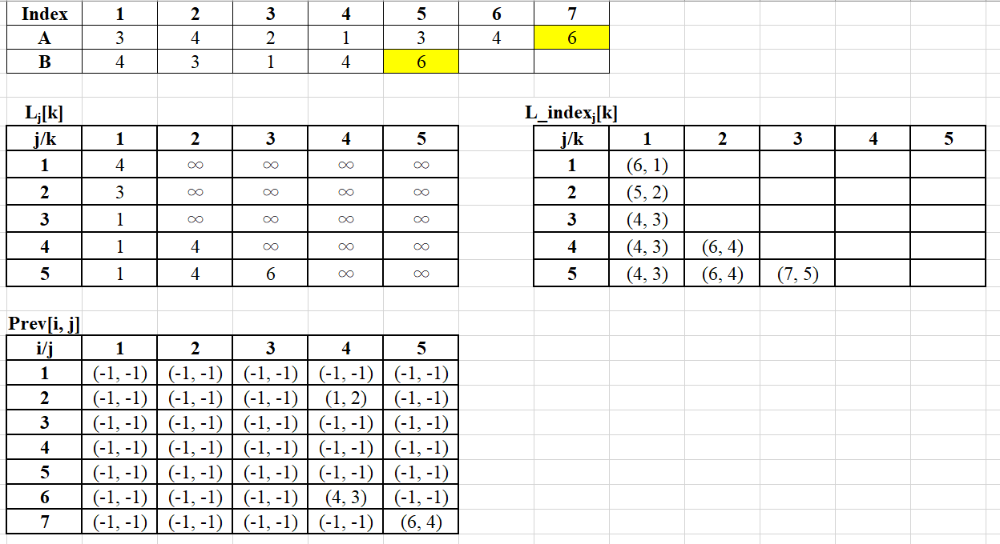 Index 1 2 3 4 5 6 7
A 3 4 2 1 3 4 6
B 4 3 1 4 6
Lj[k] L_indexj[k]
j/k 1 2 3 4 5 j/k 1 2 3 4 5
1 4 ∞ ∞ ∞ ∞ 1 (6, 1)
2 3 ∞ ∞ ∞ ∞ 2 (5, 2)
3 1 ∞ ∞ ∞ ∞ 3 (4, 3)
4 1 4 ∞ ∞ ∞ 4 (4, 3) (6, 4)
5 1 4 6 ∞ ∞ 5 (4, 3) (6, 4) (7, 5)
Prev[i, j]
i/j 1 2 3 4 5
1 (-1, -1) (-1, -1) (-1, -1) (-1, -1) (-1, -1)
2 (-1, -1) (-1, -1) (-1, -1) (1, 2) (-1, -1)
3 (-1, -1) (-1, -1) (-1, -1) (-1, -1) (-1, -1)
4 (-1, -1) (-1, -1) (-1, -1) (-1, -1) (-1, -1)
5 (-1, -1) (-1, -1) (-1, -1) (-1, -1) (-1, -1)
6 (-1, -1) (-1, -1) (-1, -1) (4, 3) (-1, -1)
7 (-1, -1) (-1, -1) (-1, -1) (-1, -1) (6, 4)